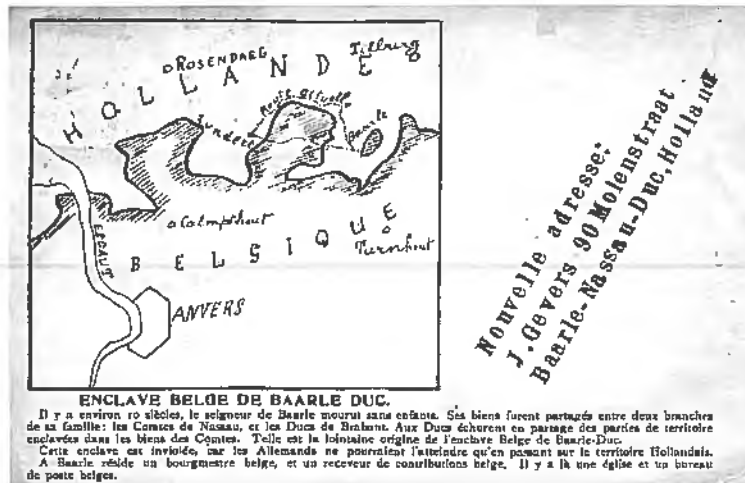 ROSENDAEL
Tilburg
HOLLANDE
Route actuelle
Zundert
Baarle
Calmpthout
BELGIQUE
Turnhout
ESCAUT
ANVERS
Nouvelle adresse:
J. Gevers 90 Molenstraat
Baarle-Nassau-Duc, Holland
ENCLAVE BELGE DE BAARLE DUC.
Il y a environ 10 siècles, le seigneur de Baarle mourut sans enfants. Ses biens furent partagés entre deux branches
de sa famille: les Comtes de Nassau, et les Ducs de Brabant. Aux Ducs échurent en partage des parties de territoire
enclavées dans les biens des Comtes. Telle est la lointaine origine de l'enclave Belge de Baarle-Duc.
Cette enclave est inviolée, car les Allemands ne pourraient l'atteindre qu'en passant sur le territoire Hollandais.
A Baarle réside un bourgmestre belge, et un receveur de contributions belge. Il y a là une église et un bureau
de poste belges.